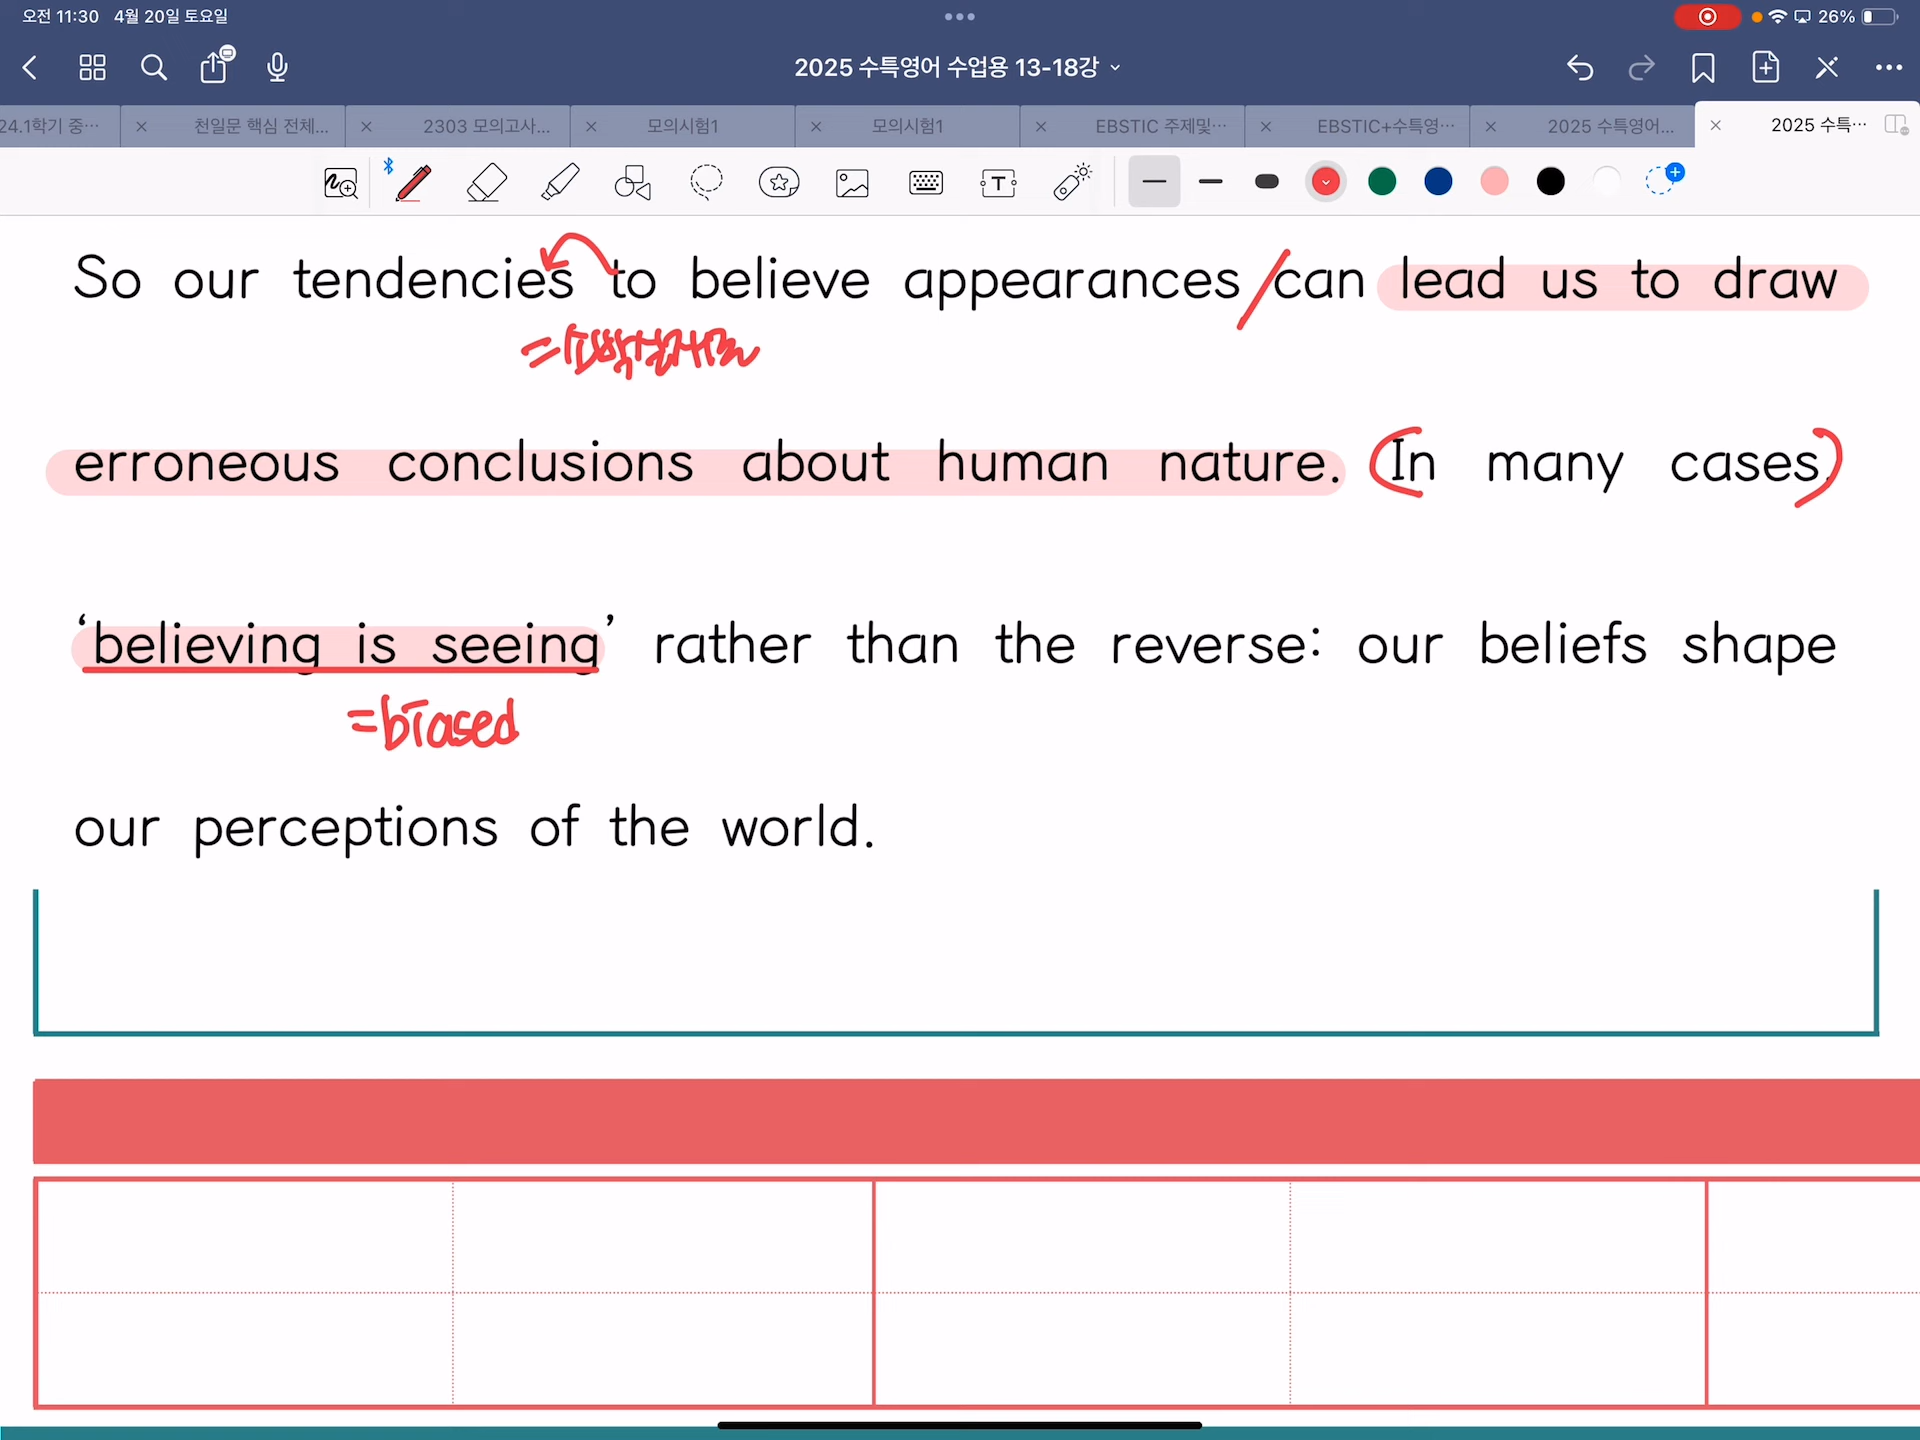 오전 11:30 4월 20일 토요일
26%
2025 수특영어 수업용 13-18강
24.1학기 중…
천일문 핵심 전체...
2303 모의고사...
모의시험1
모의시험1
EBSTIC 주제및…
EBSTIC+수특영…
2025 수특영어...
2025 수특…
So our tendencies to believe appearances / can lead us to draw
erroneous conclusions about human nature. (In many cases,)
‘believing is seeing’ rather than the reverse: our beliefs shape
=biased
our perceptions of the world.